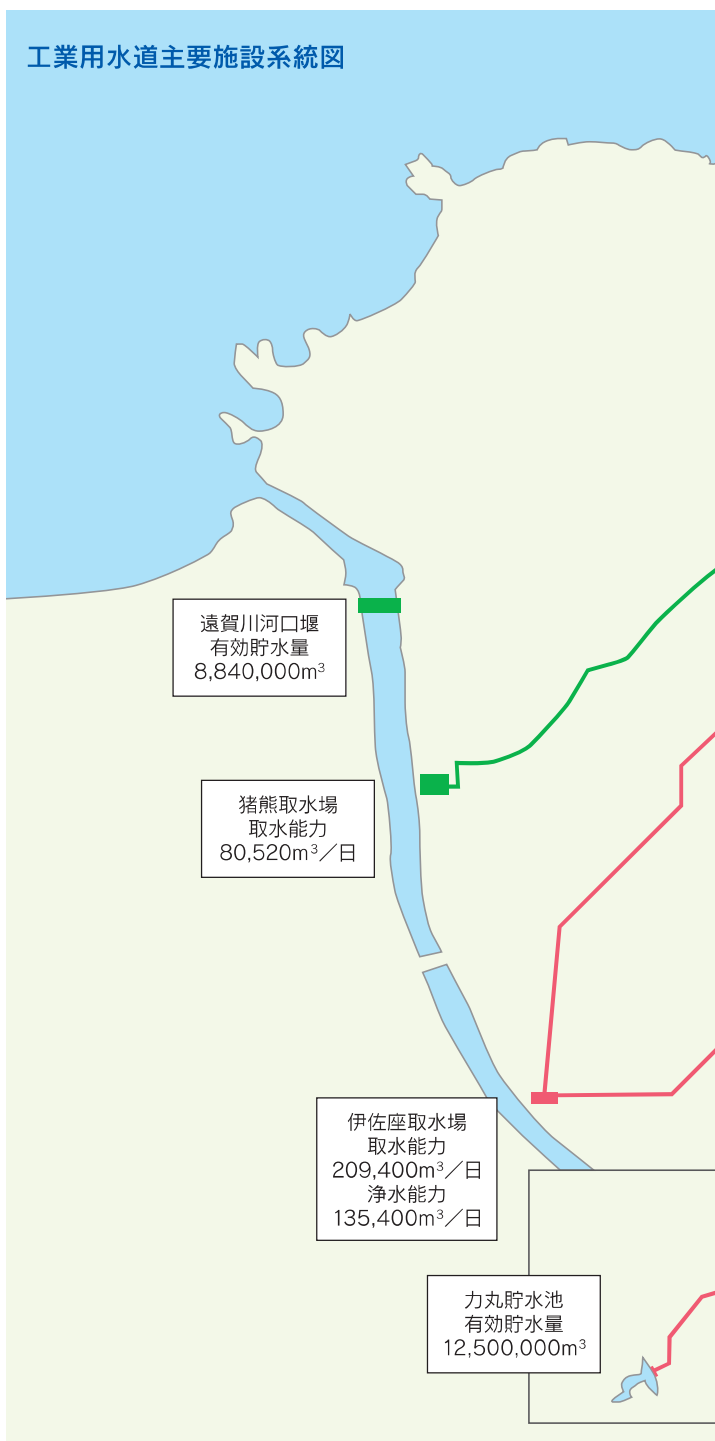 工業用水道主要施設系統図
遠賀川河口堰
有効貯水量
8,840,000m³
猪熊取水場
取水能力
80,520m³／日
伊佐座取水場
取水能力
209,400m³／日
浄水能力
135,400m³／日
力丸貯水池
有効貯水量
12,500,000m³